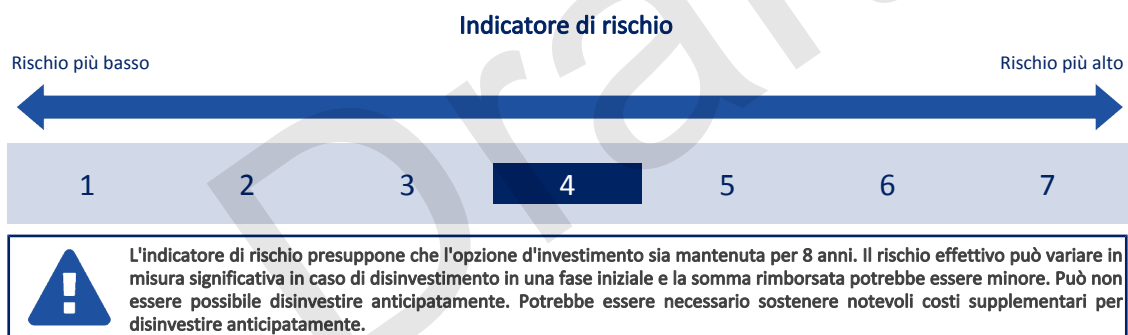 Indicatore di rischio
Rischio più basso
Rischio più alto
1 2 3 4 5 6 7
L'indicatore di rischio presuppone che l'opzione d'investimento sia mantenuta per 8 anni. Il rischio effettivo può variare in
misura significativa in caso di disinvestimento in una fase iniziale e la somma rimborsata potrebbe essere minore. Può non
essere possibile disinvestire anticipatamente. Potrebbe essere necessario sostenere notevoli costi supplementari per
disinvestire anticipatamente.